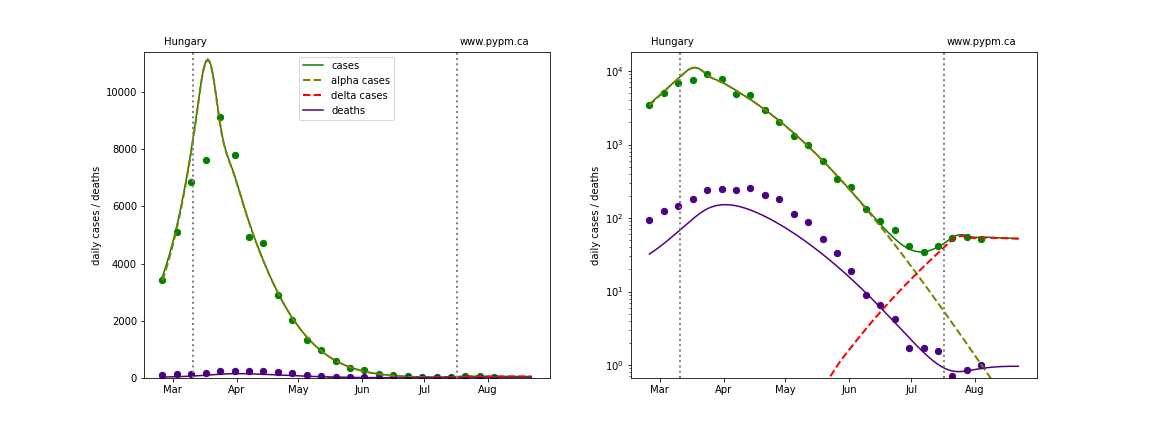 Hungary www.pypm.ca
cases
alpha cases
delta cases
deaths
daily cases / deaths
10000
8000
6000
4000
2000
0
Mar Apr May Jun Jul Aug
Hungary www.pypm.ca
daily cases / deaths
10⁴
10³
10²
10¹
10⁰
Mar Apr May Jun Jul Aug